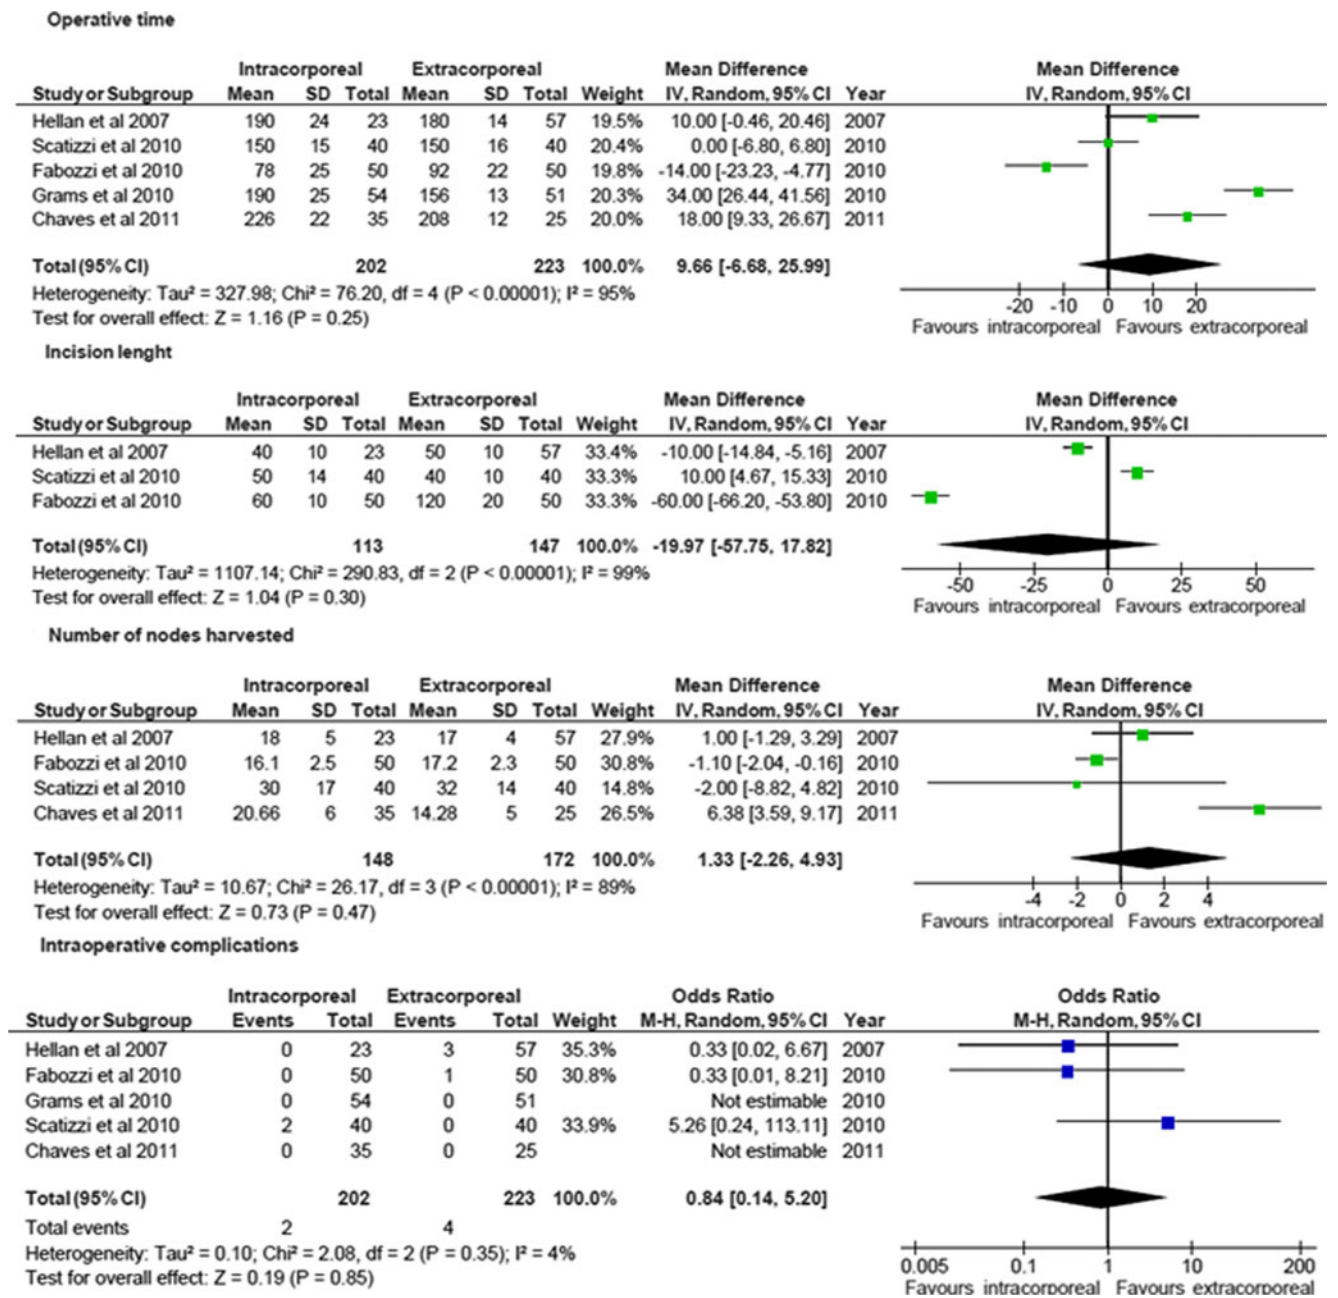 Operative time
Intracorporeal Extracorporeal Mean Difference Mean Difference
Study or Subgroup Mean SD Total Mean SD Total Weight IV, Random, 95% CI Year IV, Random, 95% CI
Hellan et al 2007 190 24 23 180 14 57 19.5% 10.00 [-0.46, 20.46] 2007
Scatizzi et al 2010 150 15 40 150 16 40 20.4% 0.00 [-6.80, 6.80] 2010
Fabozzi et al 2010 78 25 50 92 22 50 19.8% -14.00 [-23.23, -4.77] 2010
Grams et al 2010 190 25 54 156 13 51 20.3% 34.00 [26.44, 41.56] 2010
Chaves et al 2011 226 22 35 208 12 25 20.0% 18.00 [9.33, 26.67] 2011
Total (95% CI) 202 223 100.0% 9.66 [-6.68, 25.99]
Heterogeneity: Tau² = 327.98; Chi² = 76.20, df = 4 (P < 0.00001); I² = 95%
-20 -10 0 10 20
Test for overall effect: Z = 1.16 (P = 0.25)
Favours intracorporeal Favours extracorporeal
Incision lenght
Intracorporeal Extracorporeal Mean Difference Mean Difference
Study or Subgroup Mean SD Total Mean SD Total Weight IV, Random, 95% CI Year IV, Random, 95% CI
Hellan et al 2007 40 10 23 50 10 57 33.4% -10.00 [-14.84, -5.16] 2007
Scatizzi et al 2010 50 14 40 40 10 40 33.3% 10.00 [4.67, 15.33] 2010
Fabozzi et al 2010 60 10 50 120 20 50 33.3% -60.00 [-66.20, -53.80] 2010
Total (95% CI) 113 147 100.0% -19.97 [-57.75, 17.82]
Heterogeneity: Tau² = 1107.14; Chi² = 290.83, df = 2 (P < 0.00001); I² = 99%
-50 -25 0 25 50
Test for overall effect: Z = 1.04 (P = 0.30)
Favours intracorporeal Favours extracorporeal
Number of nodes harvested
Intracorporeal Extracorporeal Mean Difference Mean Difference
Study or Subgroup Mean SD Total Mean SD Total Weight IV, Random, 95% CI Year IV, Random, 95% CI
Hellan et al 2007 18 5 23 17 4 57 27.9% 1.00 [-1.29, 3.29] 2007
Fabozzi et al 2010 16.1 2.5 50 17.2 2.3 50 30.8% -1.10 [-2.04, -0.16] 2010
Scatizzi et al 2010 30 17 40 32 14 40 14.8% -2.00 [-8.82, 4.82] 2010
Chaves et al 2011 20.66 6 35 14.28 5 25 26.5% 6.38 [3.59, 9.17] 2011
Total (95% CI) 148 172 100.0% 1.33 [-2.26, 4.93]
Heterogeneity: Tau² = 10.67; Chi² = 26.17, df = 3 (P < 0.00001); I² = 89%
-4 -2 0 2 4
Test for overall effect: Z = 0.73 (P = 0.47)
Favours intracorporeal Favours extracorporeal
Intraoperative complications
Intracorporeal Extracorporeal Odds Ratio Odds Ratio
Study or Subgroup Events Total Events Total Weight M-H, Random, 95% CI Year M-H, Random, 95% CI
Hellan et al 2007 0 23 3 57 35.3% 0.33 [0.02, 6.67] 2007
Fabozzi et al 2010 0 50 1 50 30.8% 0.33 [0.01, 8.21] 2010
Grams et al 2010 0 54 0 51 Not estimable 2010
Scatizzi et al 2010 2 40 0 40 33.9% 5.26 [0.24, 113.11] 2010
Chaves et al 2011 0 35 0 25 Not estimable 2011
Total (95% CI) 202 223 100.0% 0.84 [0.14, 5.20]
Total events 2 4
Heterogeneity: Tau² = 0.10; Chi² = 2.08, df = 2 (P = 0.35); I² = 4%
0.005 0.1 1 10 200
Test for overall effect: Z = 0.19 (P = 0.85)
Favours intracorporeal Favours extracorporeal